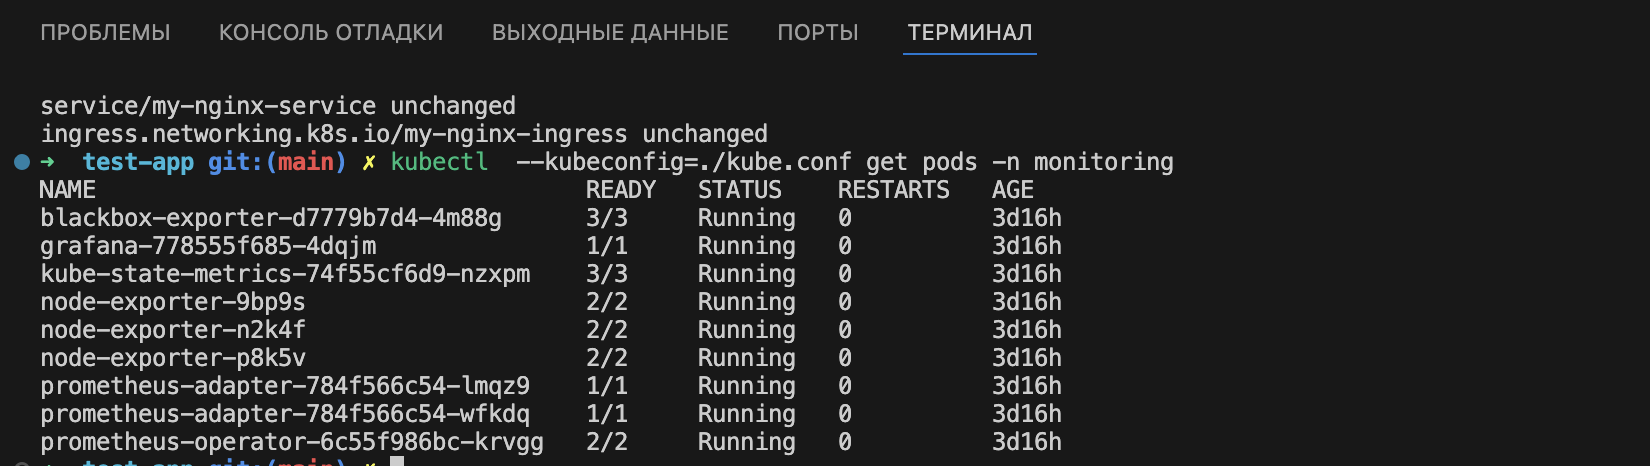 ПРОБЛЕМЫ КОНСОЛЬ ОТЛАДКИ ВЫХОДНЫЕ ДАННЫЕ ПОРТЫ ТЕРМИНАЛ
service/my-nginx-service unchanged
ingress.networking.k8s.io/my-nginx-ingress unchanged
➜  test-app git:(main) ✗ kubectl  --kubeconfig=./kube.conf get pods -n monitoring
NAME                                   READY   STATUS    RESTARTS   AGE
blackbox-exporter-d7779b7d4-4m88g      3/3     Running   0          3d16h
grafana-778555f685-4dqjm               1/1     Running   0          3d16h
kube-state-metrics-74f55cf6d9-nzxpm    3/3     Running   0          3d16h
node-exporter-9bp9s                    2/2     Running   0          3d16h
node-exporter-n2k4f                    2/2     Running   0          3d16h
node-exporter-p8k5v                    2/2     Running   0          3d16h
prometheus-adapter-784f566c54-lmqz9    1/1     Running   0          3d16h
prometheus-adapter-784f566c54-wfkdq    1/1     Running   0          3d16h
prometheus-operator-6c55f986bc-krvgg   2/2     Running   0          3d16h
➜  test-app git:(main) ✗